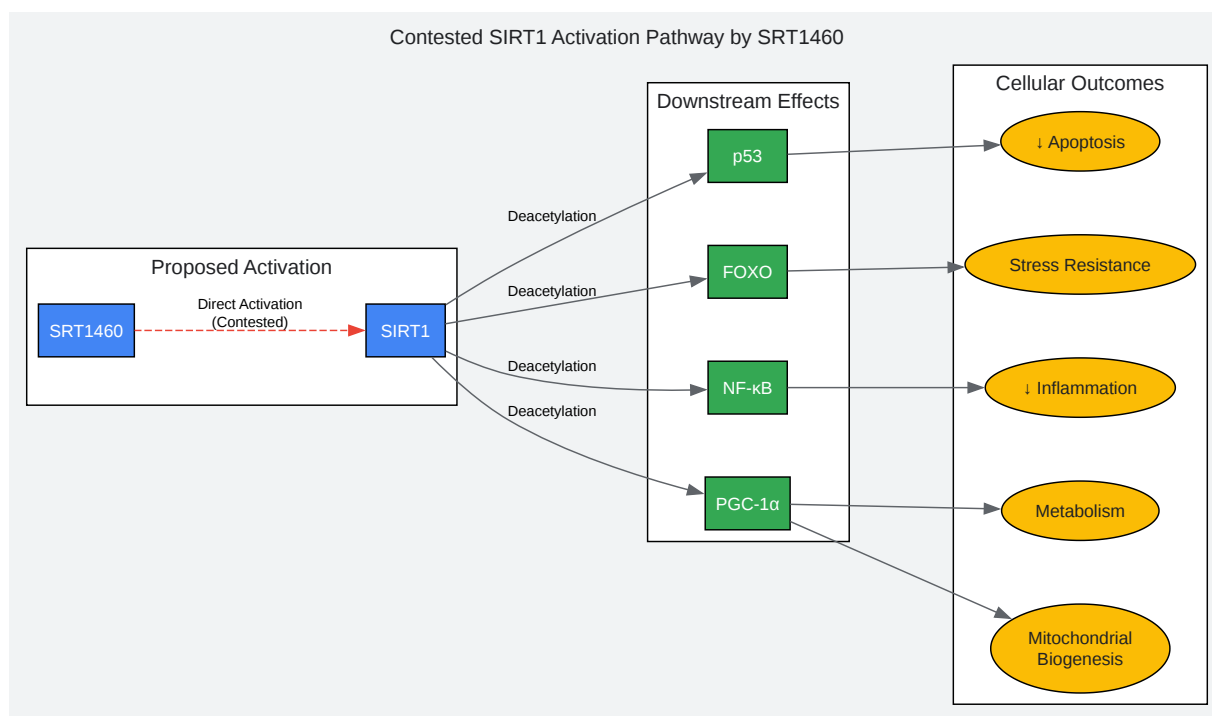 Contested SIRT1 Activation Pathway by SRT1460
Proposed Activation
SRT1460
Direct Activation
(Contested)
SIRT1
Deacetylation
Deacetylation
Deacetylation
Deacetylation
Downstream Effects
p53
FOXO
NF-κB
PGC-1α
Cellular Outcomes
↓ Apoptosis
Stress Resistance
↓ Inflammation
Metabolism
Mitochondrial
Biogenesis